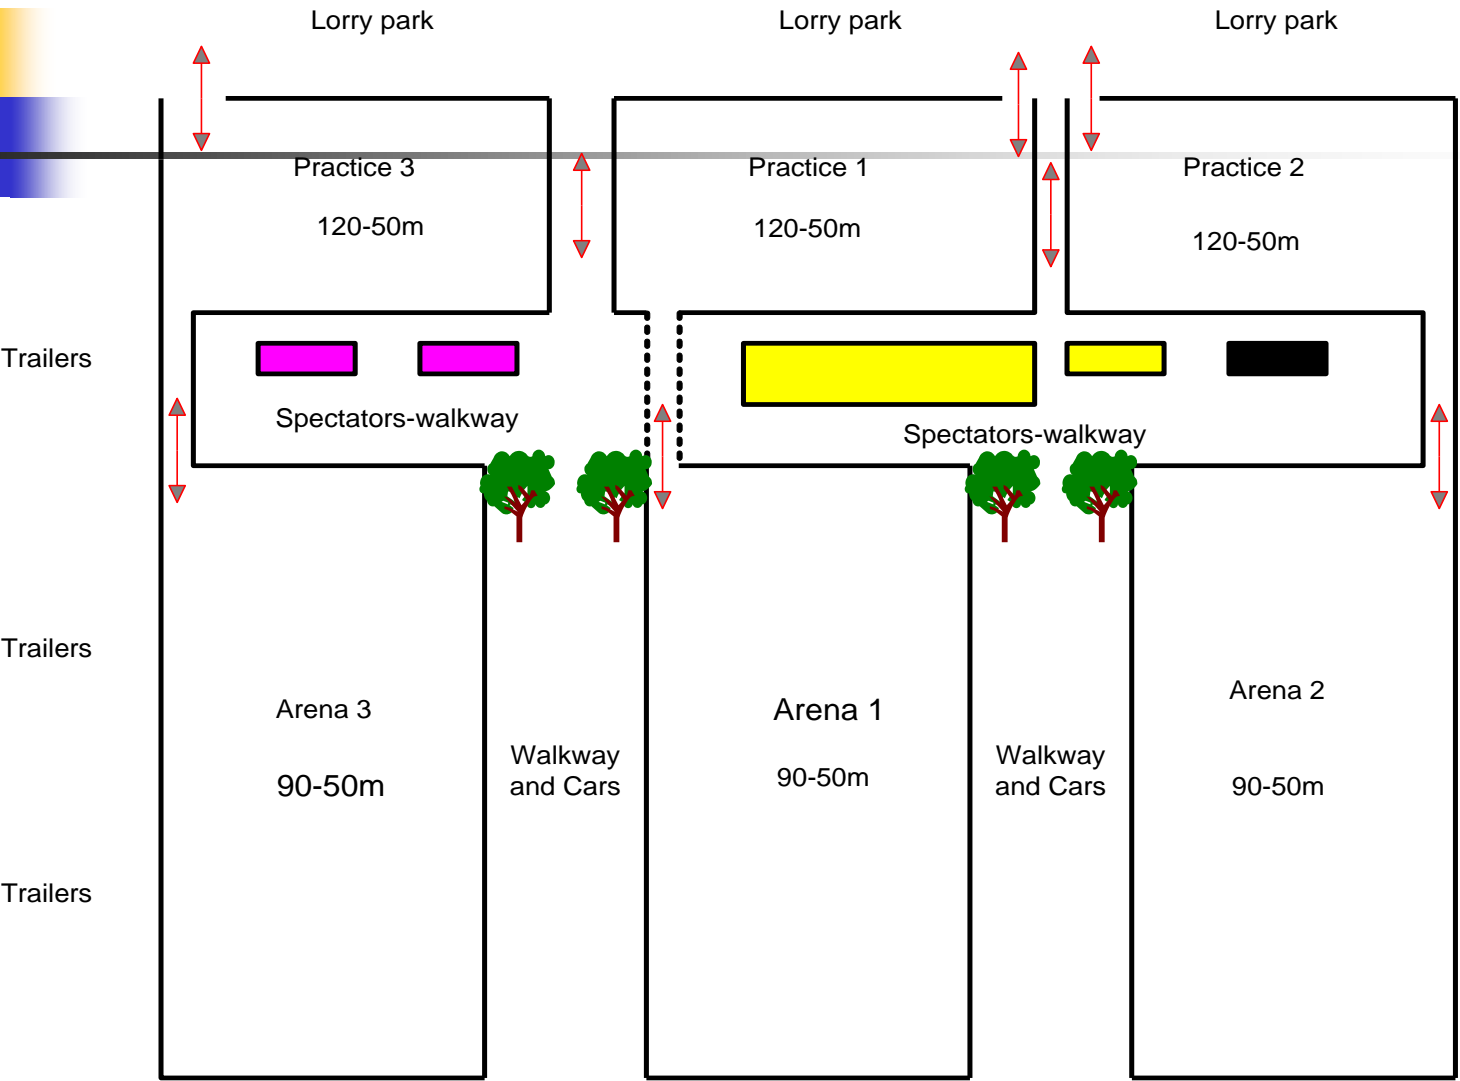 Lorry park
Lorry park
Lorry park
Practice 3
Practice 1
Practice 2
120-50m
120-50m
120-50m
Trailers
Spectators-walkway
Spectators-walkway
Trailers
Arena 3
Arena 1
Arena 2
Walkway
and Cars
Walkway
and Cars
90-50m
90-50m
90-50m
Trailers